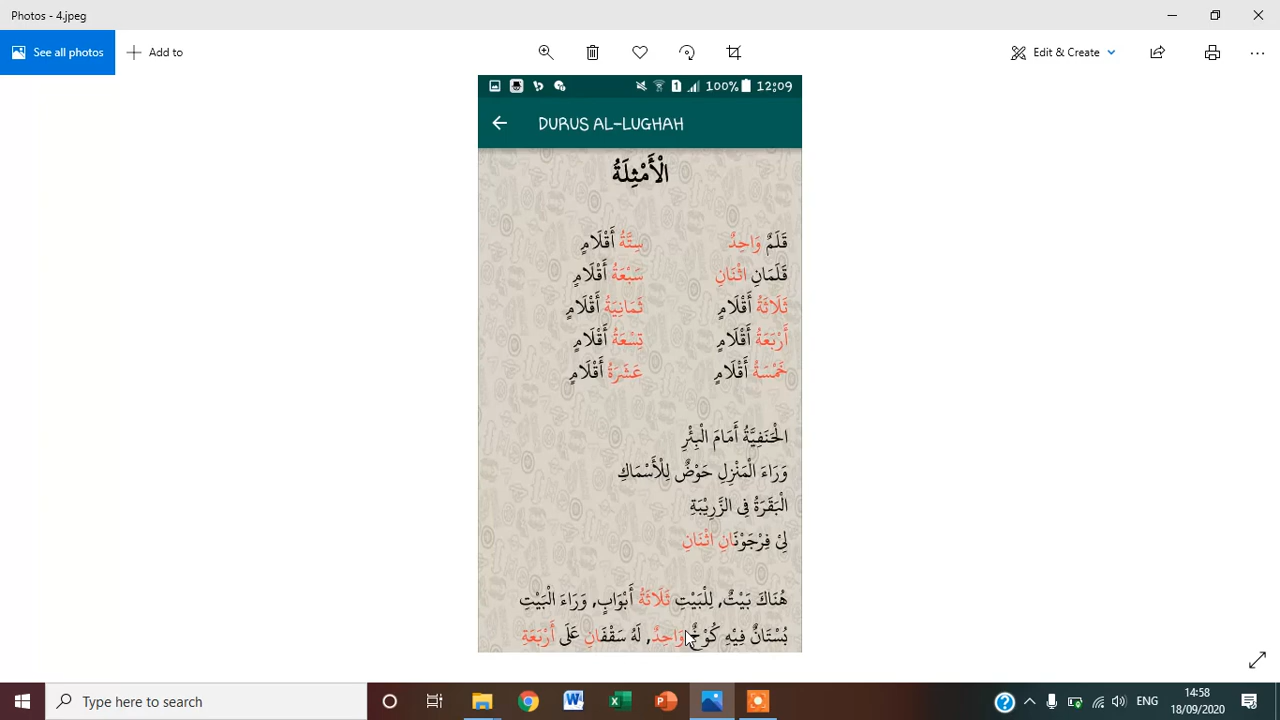 Photos - 4.jpeg
See all photos
Add to
Edit & Create
100% 12:09
DURUS AL-LUGHAH
الْأَمْثِلَةُ
قَلَمٌ وَاحِدٌ سِتَّةُ أَقْلَامٍ
قَلَمَانِ اثْنَانِ سَبْعَةُ أَقْلَامٍ
ثَلَاثَةُ أَقْلَامٍ ثَمَانِيَةُ أَقْلَامٍ
أَرْبَعَةُ أَقْلَامٍ تِسْعَةُ أَقْلَامٍ
خَمْسَةُ أَقْلَامٍ عَشَرَةُ أَقْلَامٍ
الْحَنَفِيَّةُ أَمَامَ الْبِئْرِ
وَرَاءَ الْمَنْزِلِ حَوْضٌ لِلْأَسْمَاكِ
الْبَقَرَةُ فِى الزَّرِيْبَةِ
لِىْ فِرْجَوْنَانِ اثْنَانِ
هُنَاكَ بَيْتٌ, لِلْبَيْتِ ثَلَاثَةُ أَبْوَابٍ, وَرَاءَ الْبَيْتِ
بُسْتَانٌ فِيْهِ كُوْخٌ وَاحِدٌ, لَهُ سَقْفَانِ عَلَى أَرْبَعَةِ
Type here to search
ENG
14:58
18/09/2020